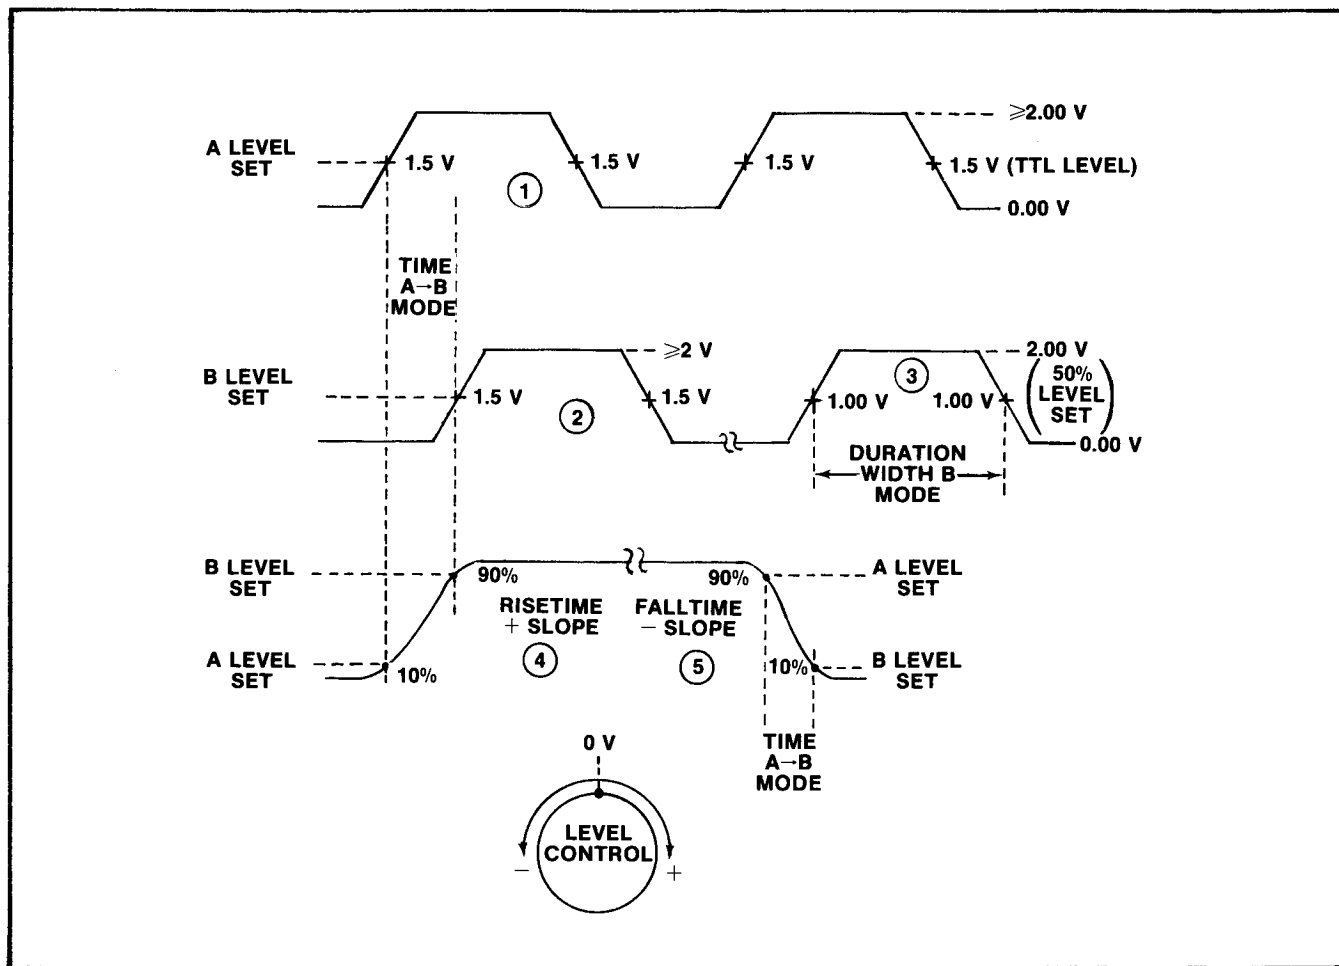 ≥2.00 V
A LEVEL
SET
1.5 V
1.5 V
1.5 V
1.5 V (TTL LEVEL)
1
0.00 V
TIME
A→B
MODE
B LEVEL
SET
≥2 V
1.5 V
1.5 V
2
3
2.00 V
1.00 V
1.00 V
(50%
LEVEL
SET)
0.00 V
DURATION
WIDTH B
MODE
B LEVEL
SET
90%
90%
A LEVEL
SET
RISETIME
+ SLOPE
4
FALLTIME
− SLOPE
5
A LEVEL
SET
10%
10%
B LEVEL
SET
TIME
A→B
MODE
0 V
LEVEL
CONTROL
−
+